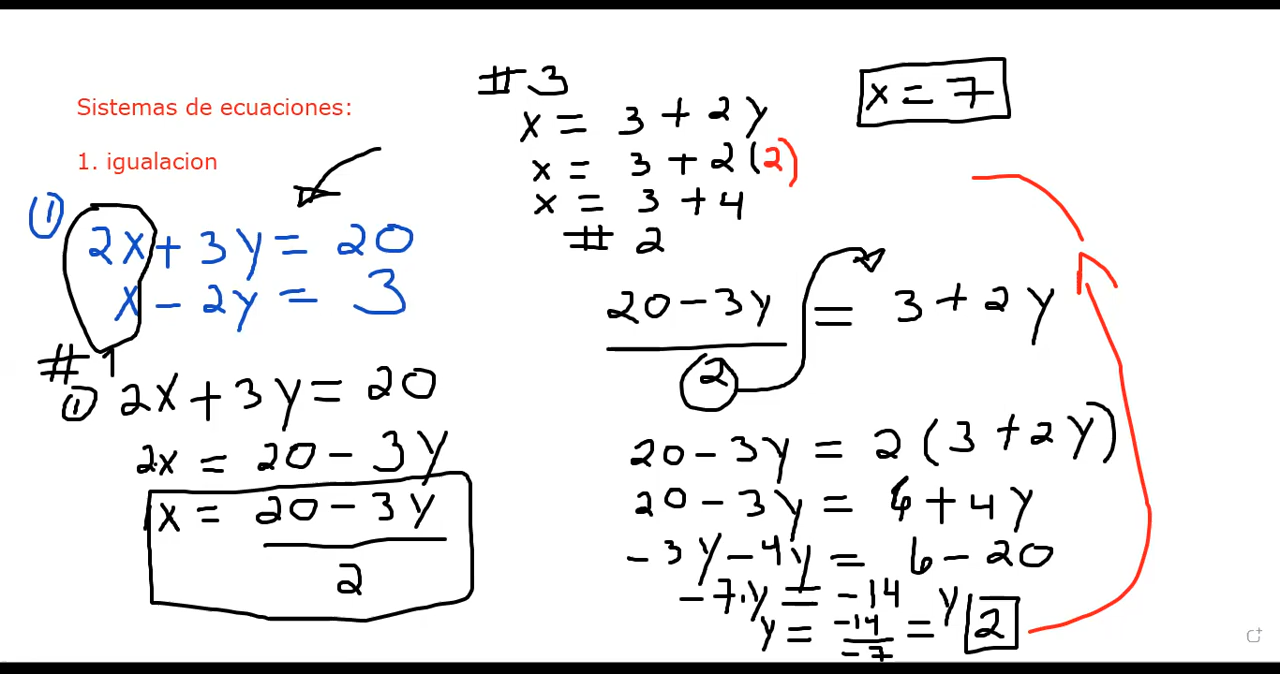 Sistemas de ecuaciones:
1. igualacion
① 2x + 3y = 20
x - 2y = 3
#1
① 2x + 3y = 20
2x = 20 - 3y
x = 20 - 3y
2
#3
x = 3 + 2y
x = 3 + 2(2)
x = 3 + 4
x = 7
# 2
20 - 3y = 3 + 2y
2
20 - 3y = 2(3 + 2y)
20 - 3y = 6 + 4y
-3y - 4y = 6 - 20
-7·y = -14
y = -14 = y 2
-7